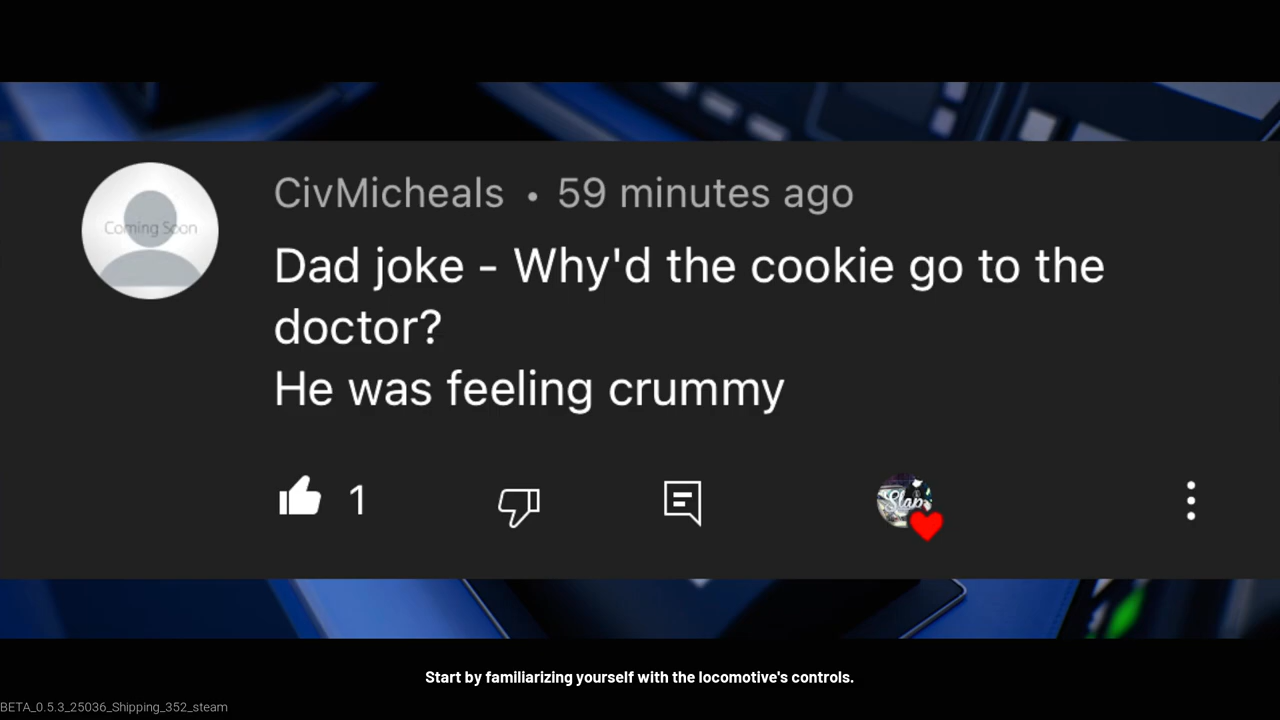 CivMicheals • 59 minutes ago
Coming Soon
Dad joke - Why'd the cookie go to the
doctor?
He was feeling crummy
1
Slap
Start by familiarizing yourself with the locomotive's controls.
BETA_0.5.3_25036_Shipping_352_steam